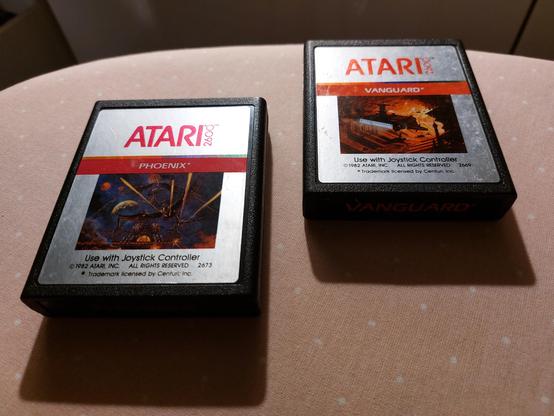 ATARI 2600
PHOENIX™
Use with Joystick Controller
©1982 ATARI, INC. ALL RIGHTS RESERVED 2673
* Trademark licensed by Centuri, Inc.
ATARI 2600
VANGUARD™
Use with Joystick Controller
©1982 ATARI, INC. ALL RIGHTS RESERVED 2669
* Trademark licensed by Centuri, Inc.
VANGUARD™